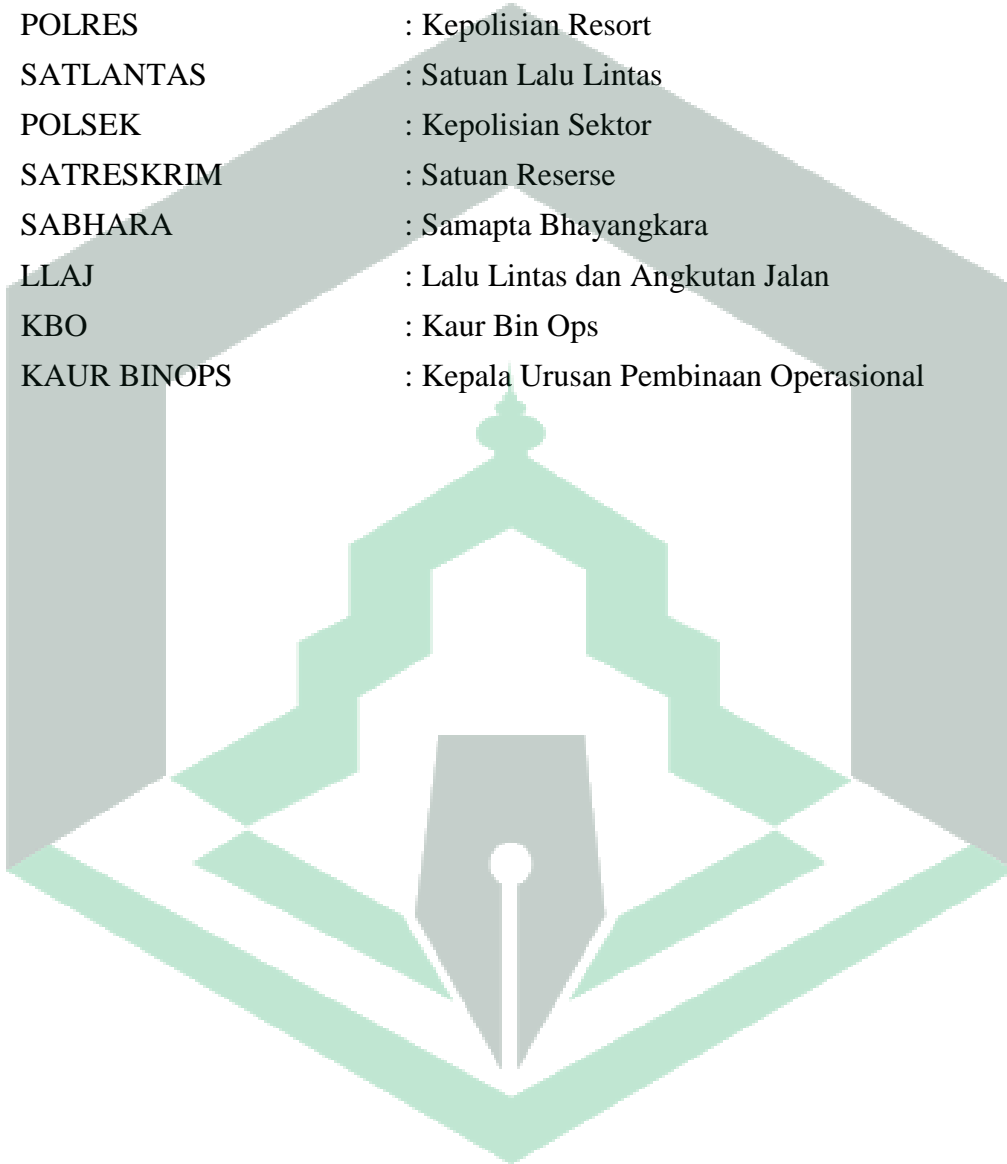 POLRES : Kepolisian Resort
SATLANTAS : Satuan Lalu Lintas
POLSEK : Kepolisian Sektor
SATRESKRIM : Satuan Reserse
SABHARA : Samapta Bhayangkara
LLAJ : Lalu Lintas dan Angkutan Jalan
KBO : Kaur Bin Ops
KAUR BINOPS : Kepala Urusan Pembinaan Operasional